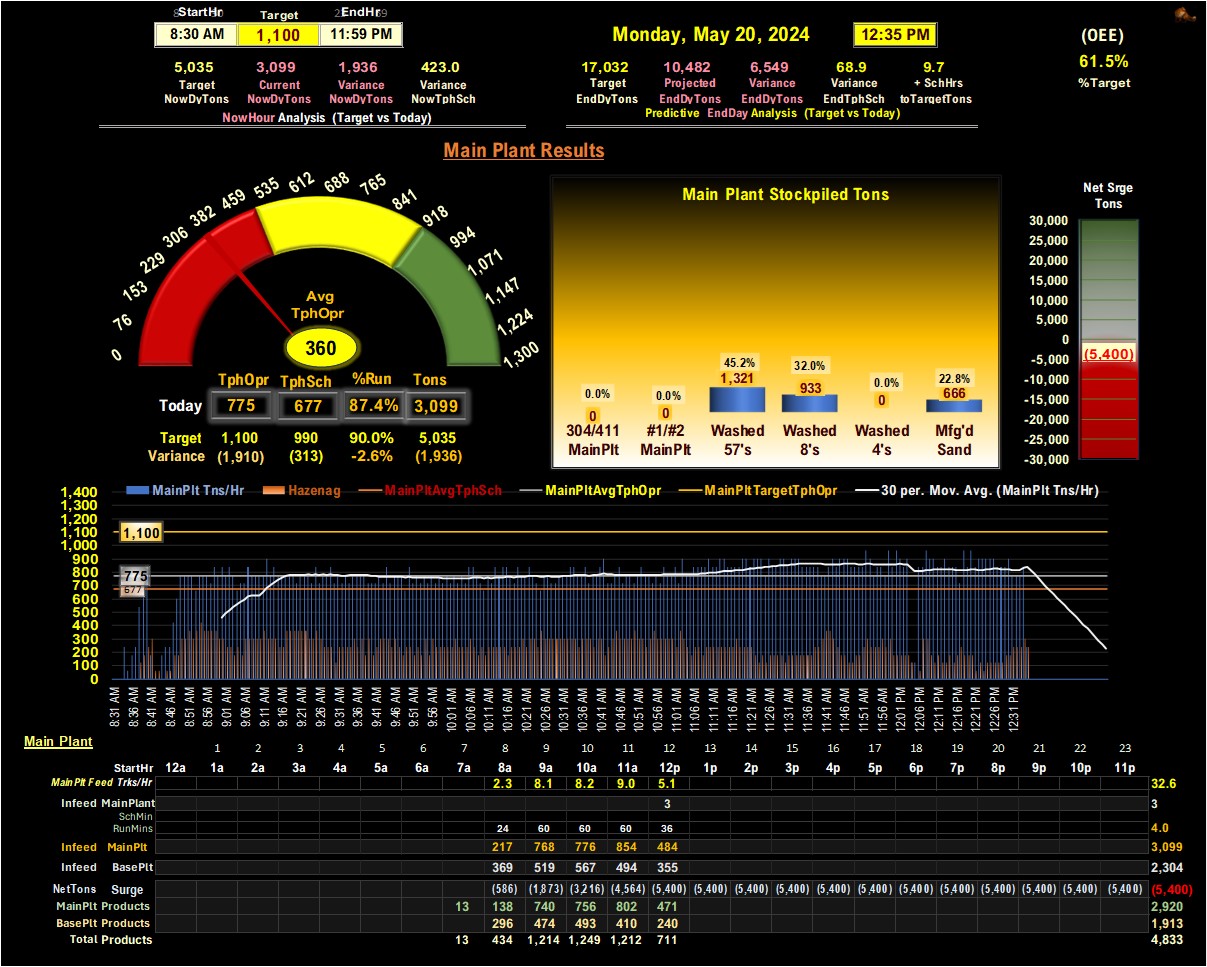 StartHr Target EndHr
8:30 AM 1,100 11:59 PM
Monday, May 20, 2024 12:35 PM
(OEE)
61.5%
%Target
5,035 3,099 1,936 423.0
Target Current Variance Variance
NowDyTons NowDyTons NowDyTons NowTphSch
NowHour Analysis (Target vs Today)
17,032 10,482 6,549 68.9 9.7
Target Projected Variance Variance + SchHrs
EndDyTons EndDyTons EndDyTons EndTphSch toTargetTons
Predictive EndDay Analysis (Target vs Today)
Main Plant Results
0 76 153 229 306 382 459 535 612 688 765 841 918 994 1,071 1,147 1,224 1,300
Avg
TphOpr
360
TphOpr TphSch %Run Tons
Today 775 677 87.4% 3,099
Target 1,100 990 90.0% 5,035
Variance (1,910) (313) -2.6% (1,936)
Main Plant Stockpiled Tons
0.0% 0.0% 45.2% 32.0% 0.0% 22.8%
0 0 1,321 933 0 666
304/411 #1/#2 Washed Washed Washed Mfg'd
MainPlt MainPlt 57's 8's 4's Sand
Net Srge
Tons
30,000
25,000
20,000
15,000
10,000
5,000
0
-5,000
-10,000
-15,000
-20,000
-25,000
-30,000
(5,400)
MainPlt Tns/Hr Hazenag MainPltAvgTphSch MainPltAvgTphOpr MainPltTargetTphOpr 30 per. Mov. Avg. (MainPlt Tns/Hr)
1,400
1,300
1,200
1,100
1,000
900
800
700
600
500
400
300
200
100
0
1,100
775
677
8:31 AM 8:36 AM 8:41 AM 8:46 AM 8:51 AM 8:56 AM 9:01 AM 9:06 AM 9:11 AM 9:16 AM 9:21 AM 9:26 AM 9:31 AM 9:36 AM 9:41 AM 9:46 AM 9:51 AM 9:56 AM 10:01 AM 10:06 AM 10:11 AM 10:16 AM 10:21 AM 10:26 AM 10:31 AM 10:36 AM 10:41 AM 10:46 AM 10:51 AM 10:56 AM 11:01 AM 11:06 AM 11:11 AM 11:16 AM 11:21 AM 11:26 AM 11:31 AM 11:36 AM 11:41 AM 11:46 AM 11:51 AM 11:56 AM 12:01 PM 12:06 PM 12:11 PM 12:16 PM 12:21 PM 12:26 PM 12:31 PM
Main Plant
1 2 3 4 5 6 7 8 9 10 11 12 13 14 15 16 17 18 19 20 21 22 23
StartHr 12a 1a 2a 3a 4a 5a 6a 7a 8a 9a 10a 11a 12p 1p 2p 3p 4p 5p 6p 7p 8p 9p 10p 11p
MainPlt Feed Trks/Hr 2.3 8.1 8.2 9.0 5.1 32.6
Infeed MainPlant 3 3
SchMin
RunMins 24 60 60 60 36 4.0
Infeed MainPlt 217 768 776 854 484 3,099
Infeed BasePlt 369 519 567 494 355 2,304
NetTons Surge (586) (1,873) (3,216) (4,564) (5,400) (5,400) (5,400) (5,400) (5,400) (5,400) (5,400) (5,400) (5,400) (5,400) (5,400) (5,400) (5,400)
MainPlt Products 13 138 740 756 802 471 2,920
BasePlt Products 296 474 493 410 240 1,913
Total Products 13 434 1,214 1,249 1,212 711 4,833